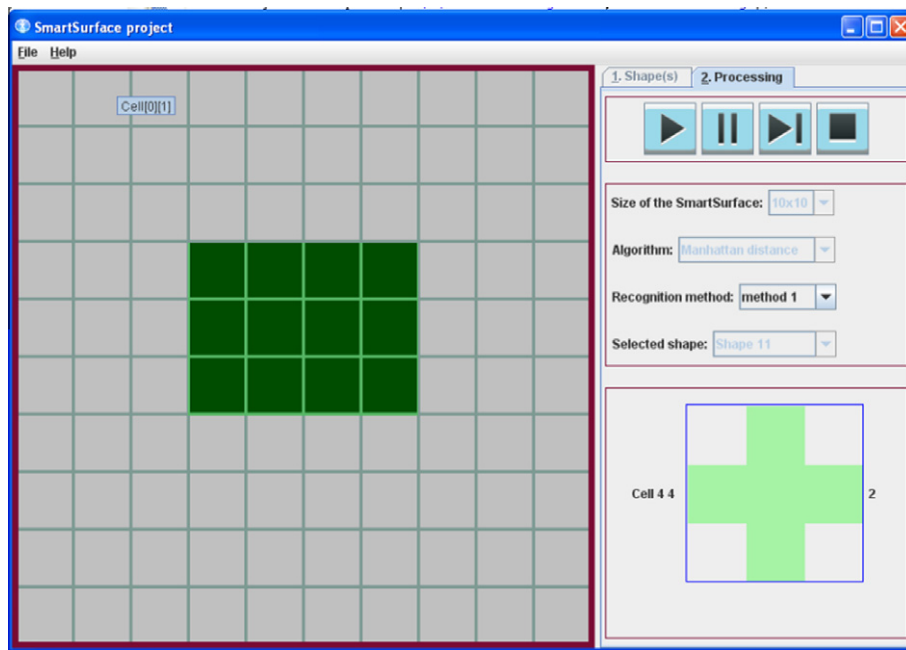 SmartSurface project
File Help
1. Shape(s) 2. Processing
Cell[0][1]
Size of the SmartSurface: 10x10
Algorithm: Manhattan distance
Recognition method: method 1
Selected shape: Shape 11
Cell 4 4 2